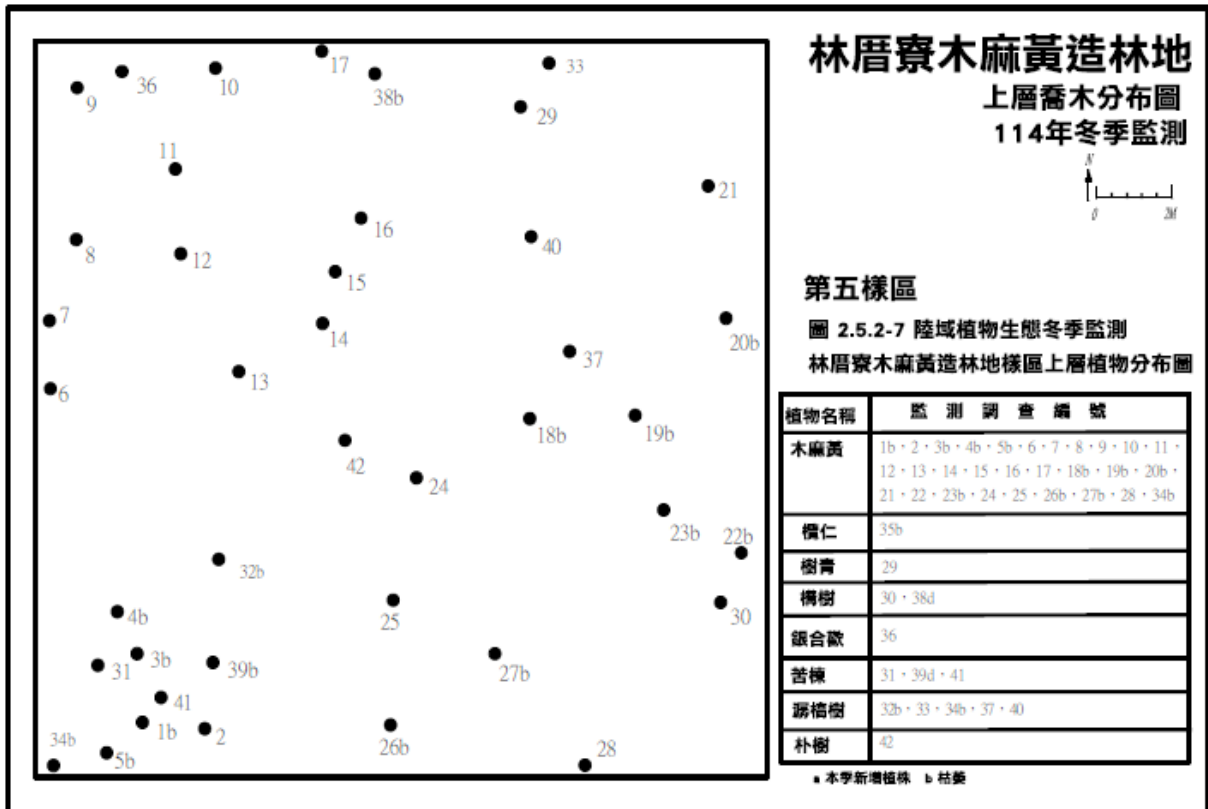 林厝寮木麻黃造林地
上層喬木分布圖
114年冬季監測
N
0 2M
第五樣區
圖 2.5.2-7 陸域植物生態冬季監測
林厝寮木麻黃造林地樣區上層植物分布圖
植物名稱 監測調查編號
木麻黃 1b、2、3b、4b、5b、6、7、8、9、10、11、
12、13、14、15、16、17、18b、19b、20b、
21、22、23b、24、25、26b、27b、28、34b
欖仁 35b
樹青 29
構樹 30、38d
銀合歡 36
苦楝 31、39d、41
潺槁樹 32b、33、34b、37、40
朴樹 42
a 本季新增植株 b 枯萎
17
33
36
10
38b
9
29
11
21
16
40
8
12
15
7
14
20b
37
13
6
18b
19b
42
24
23b
22b
32b
4b
25
30
3b
31
39b
27b
41
1b
2
34b
26b
5b
28